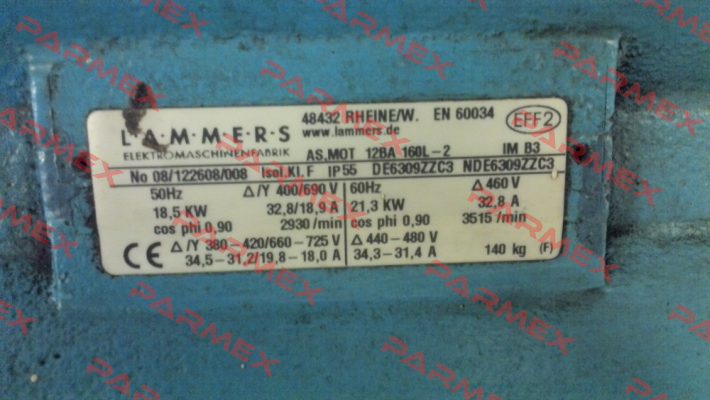 48432 RHEINE/W. EN 60034 EFF2
LAMMERS www.lammers.de
ELEKTROMASCHINENFABRIK AS,MOT 12BA 160L-2 IM B3
No 08/122608/008 Isol.Kl. F IP 55 DE6309ZZC3 NDE6309ZZC3
50Hz Δ/Y 400/690 V 60Hz Δ 460 V
18,5 KW 32,8/18,9 A 21,3 KW 32,8 A
cos phi 0,90 2930 /min cos phi 0,90 3515 /min
CE Δ/Y 380-420/660-725 V Δ 440-480 V
34,5-31,2/19,8-18,0 A 34,3-31,4 A 140 kg (F)
PARMEX